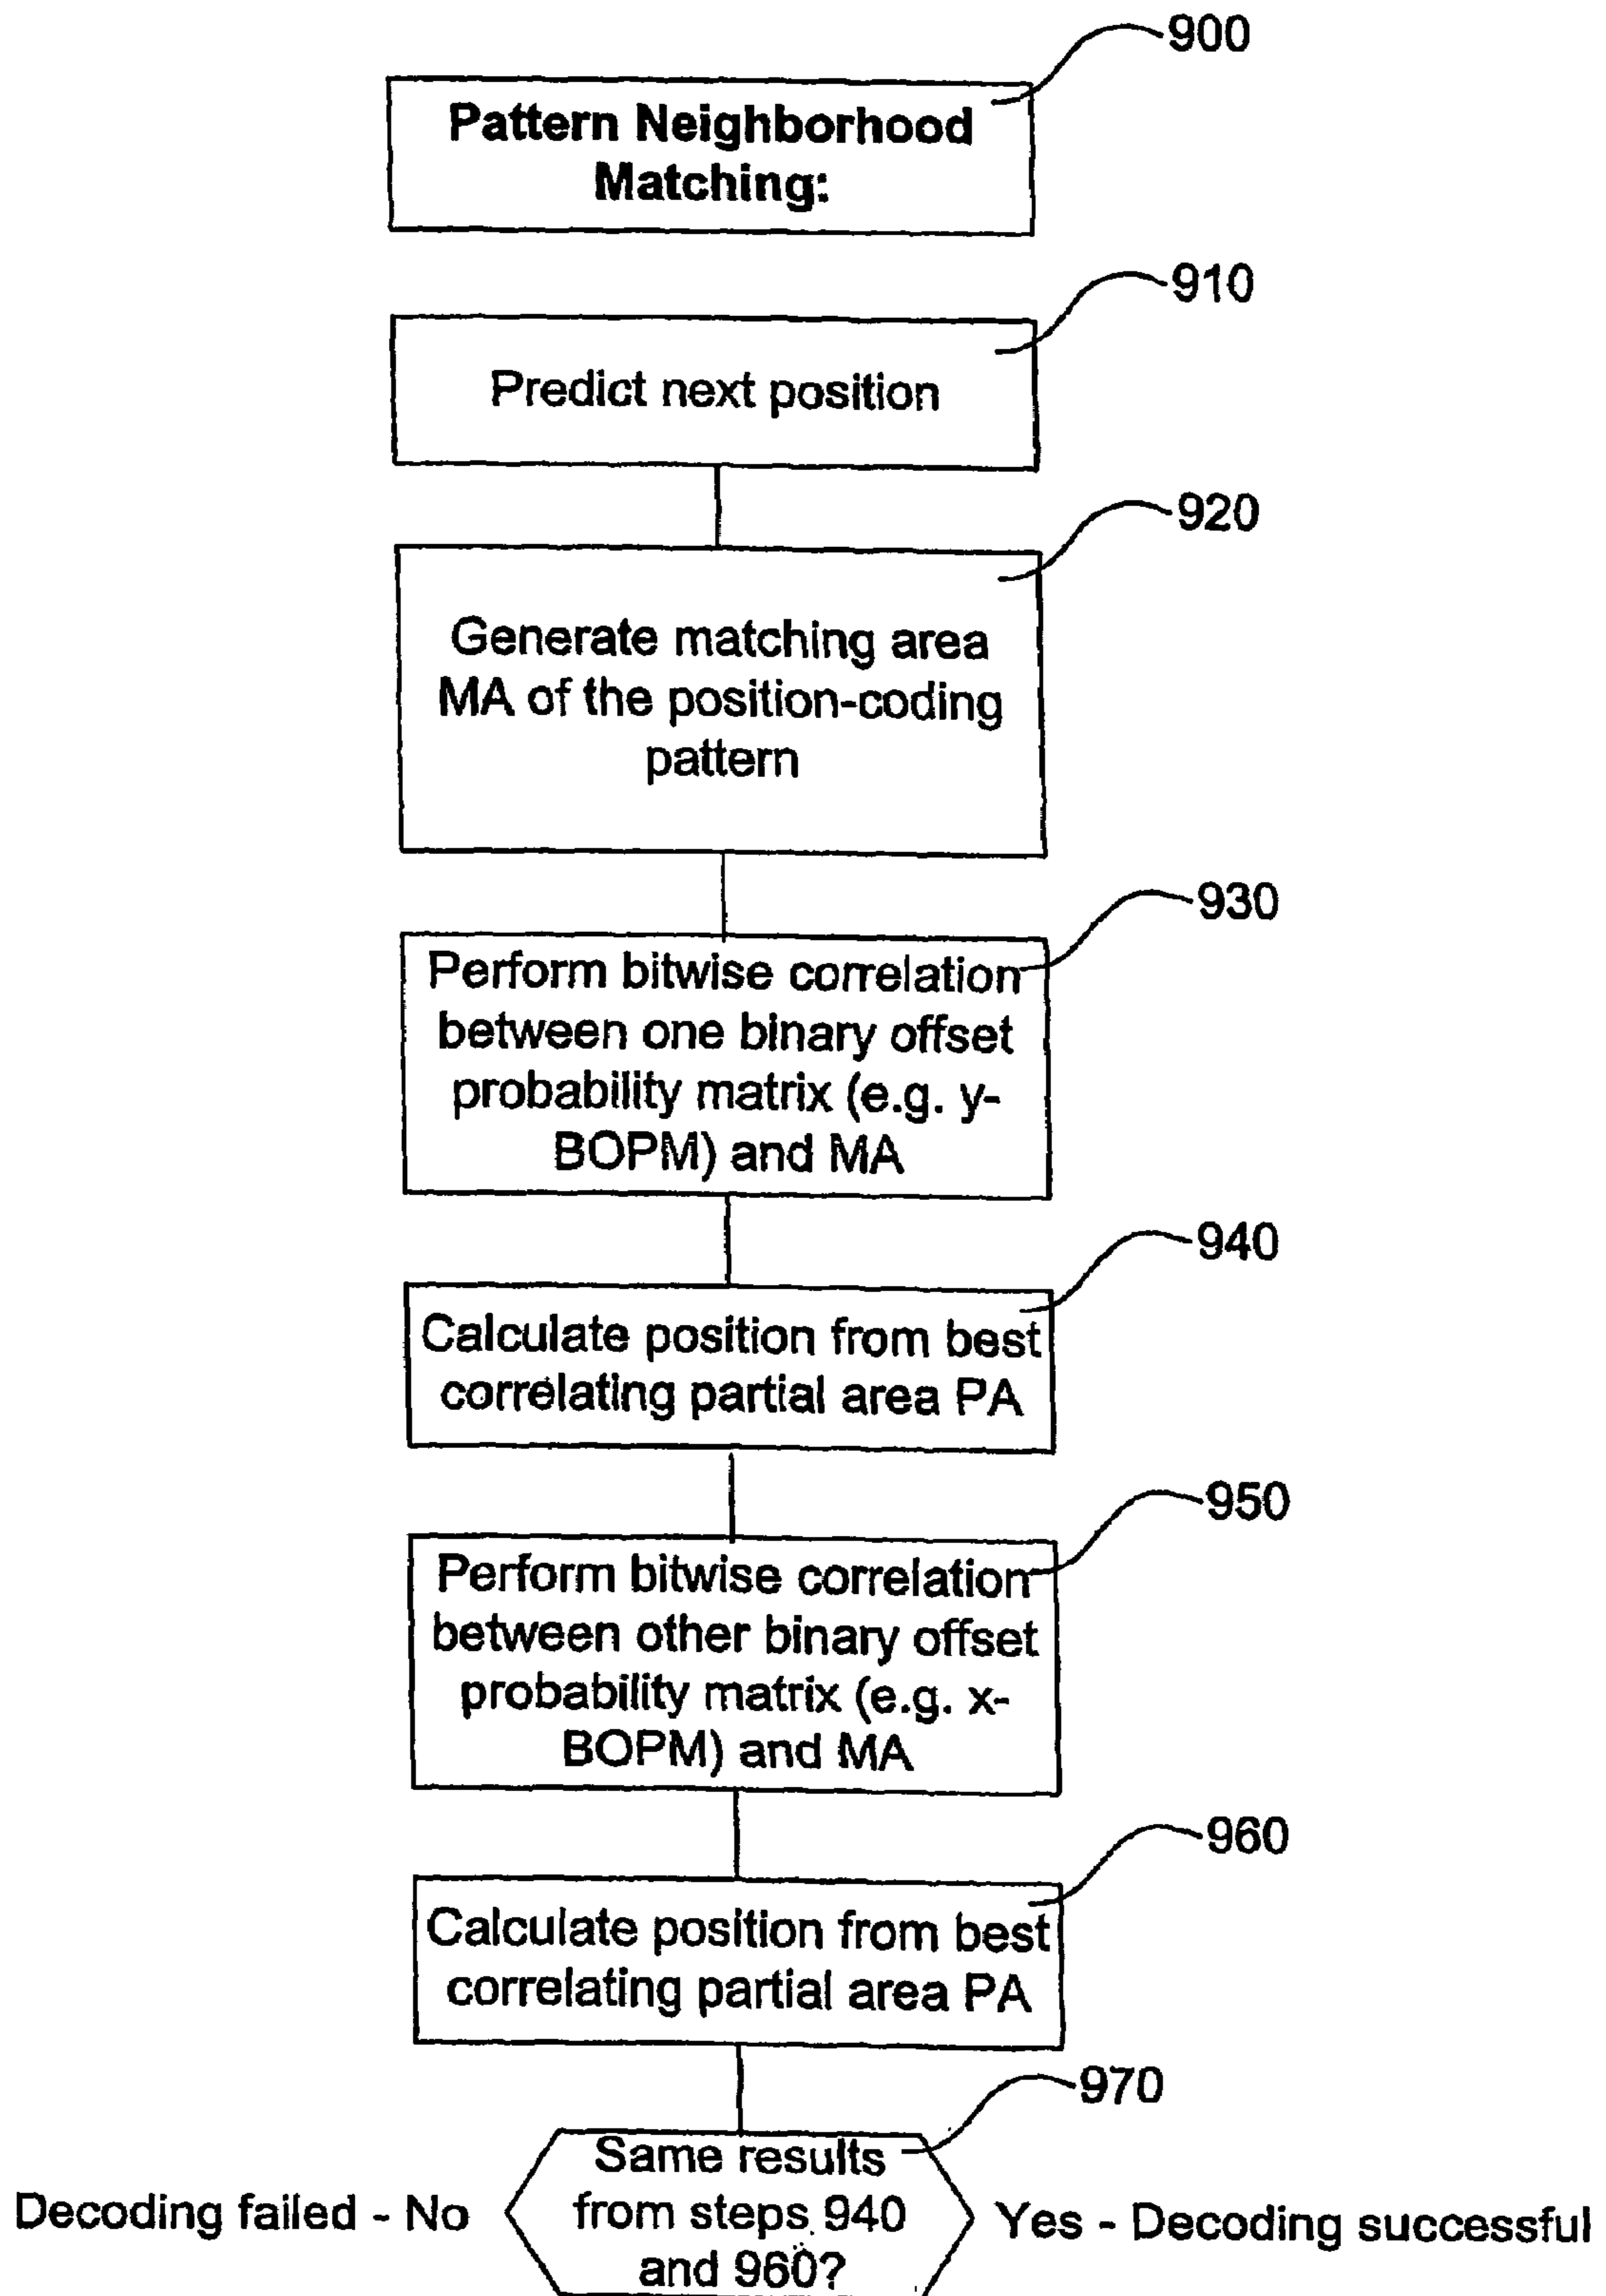 900
Pattern Neighborhood
Matching:
910
Predict next position
920
Generate matching area
MA of the position-coding
pattern
930
Perform bitwise correlation
between one binary offset
probability matrix (e.g. y-
BOPM) and MA
940
Calculate position from best
correlating partial area PA
950
Perform bitwise correlation
between other binary offset
probability matrix (e.g. x-
BOPM) and MA
960
Calculate position from best
correlating partial area PA
970
Same results
from steps 940
and 960?
Decoding failed - No
Yes - Decoding successful